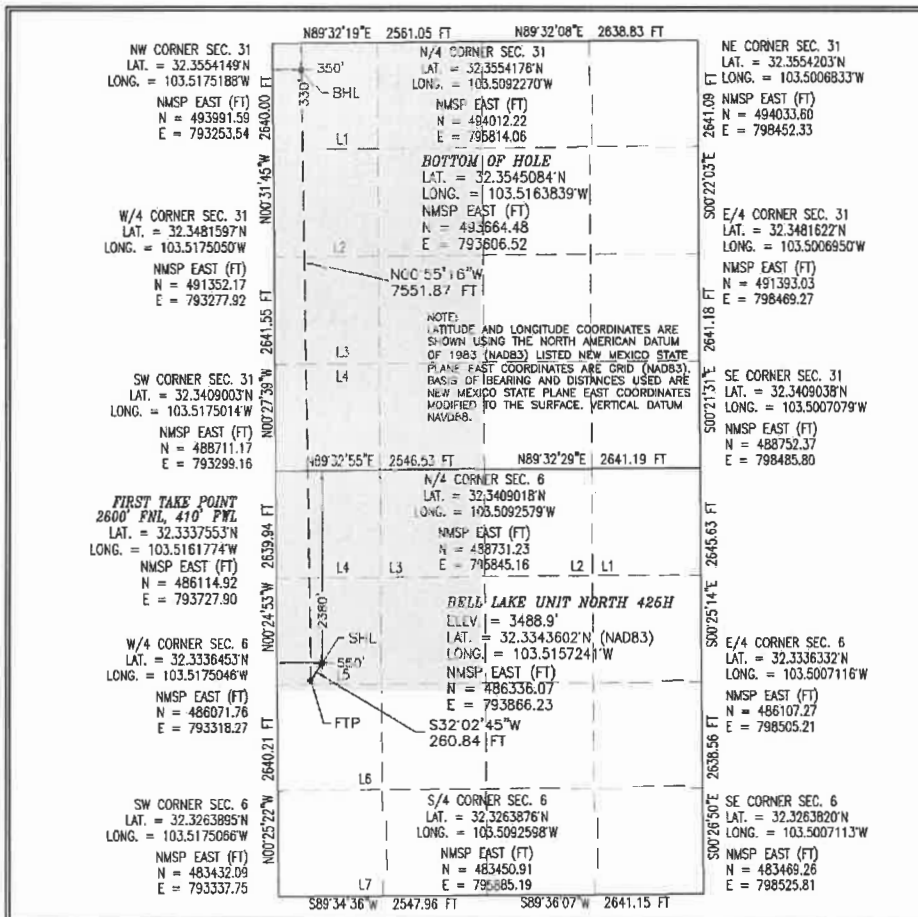 N89°32'19"E 2561.05 FT
N89°32'08"E 2638.83 FT
NW CORNER SEC. 31
LAT. = 32.3554149'N
LONG. = 103.5175188'W
NMSP EAST (FT)
N = 493991.59
E = 793253.54
350'
330'
BHL
N/4 CORNER SEC. 31
LAT. = 32.3554176'N
LONG. = 103.5092270'W
NMSP EAST (FT)
N = 494012.22
E = 795814.06
NE CORNER SEC. 31
LAT. = 32.3554203'N
LONG. = 103.5006833'W
NMSP EAST (FT)
N = 494033.60
E = 798452.33
N00°31'45"W 2640.00 FT
S00°22'03"E 2641.09 FT
L1
BOTTOM OF HOLE
LAT. = 32.3545084'N
LONG. = 103.5163839'W
NMSP EAST (FT)
N = 493664.48
E = 793606.52
W/4 CORNER SEC. 31
LAT. = 32.3481597'N
LONG. = 103.5175050'W
NMSP EAST (FT)
N = 491352.17
E = 793277.92
L2
N00°55'16"W
7551.87 FT
E/4 CORNER SEC. 31
LAT. = 32.3481622'N
LONG. = 103.5006950'W
NMSP EAST (FT)
N = 491393.03
E = 798469.27
N00°27'39"W 2641.55 FT
S00°21'31"E 2641.18 FT
NOTE:
LATITUDE AND LONGITUDE COORDINATES ARE
SHOWN USING THE NORTH AMERICAN DATUM
OF 1983 (NAD83) LISTED NEW MEXICO STATE
PLANE EAST COORDINATES ARE GRID (NAD83).
BASIS OF BEARING AND DISTANCES USED ARE
NEW MEXICO STATE PLANE EAST COORDINATES
MODIFIED TO THE SURFACE. VERTICAL DATUM
NAVD88.
L3
L4
SW CORNER SEC. 31
LAT. = 32.3409003'N
LONG. = 103.5175014'W
NMSP EAST (FT)
N = 488711.17
E = 793299.16
SE CORNER SEC. 31
LAT. = 32.3409038'N
LONG. = 103.5007079'W
NMSP EAST (FT)
N = 488752.37
E = 798485.80
N89°32'55"E 2546.53 FT
N89°32'29"E 2641.19 FT
N/4 CORNER SEC. 6
LAT. = 32.3409018'N
LONG. = 103.5092579'W
NMSP EAST (FT)
N = 488731.23
E = 795845.16
FIRST TAKE POINT
2600' FNL, 410' FWL
LAT. = 32.3337553'N
LONG. = 103.5161774'W
NMSP EAST (FT)
N = 486114.92
E = 793727.90
N00°24'53"W 2639.94 FT
S00°25'14"E 2645.63 FT
L4 L3 L2 L1
2380'
SHL
550'
L5
FTP
BELL LAKE UNIT NORTH 426H
ELEV. = 3488.9'
LAT. = 32.3343602'N (NAD83)
LONG. = 103.5157241'W
NMSP EAST (FT)
N = 486336.07
E = 793866.23
W/4 CORNER SEC. 6
LAT. = 32.3336453'N
LONG. = 103.5175046'W
NMSP EAST (FT)
N = 486071.76
E = 793318.27
E/4 CORNER SEC. 6
LAT. = 32.3336332'N
LONG. = 103.5007116'W
NMSP EAST (FT)
N = 486107.27
E = 798505.21
S32°02'45"W
260.84 FT
N00°25'22"W 2640.21 FT
S00°26'50"E 2638.56 FT
L6
SW CORNER SEC. 6
LAT. = 32.3263895'N
LONG. = 103.5175066'W
NMSP EAST (FT)
N = 483432.09
E = 793337.75
S/4 CORNER SEC. 6
LAT. = 32.3263876'N
LONG. = 103.5092598'W
NMSP EAST (FT)
N = 483450.91
E = 795885.19
SE CORNER SEC. 6
LAT. = 32.3263820'N
LONG. = 103.5007113'W
NMSP EAST (FT)
N = 483469.26
E = 798525.81
L7
S89°34'36"W 2547.96 FT
S89°36'07"W 2641.15 FT